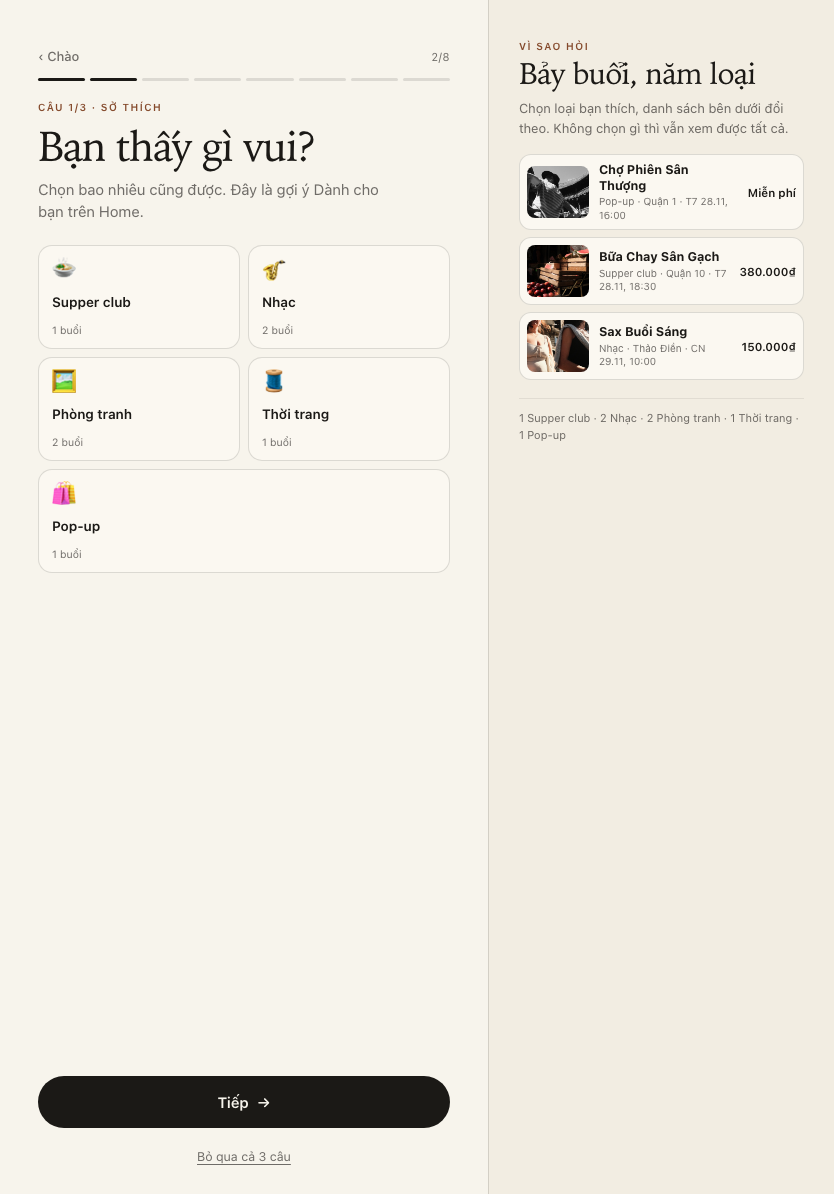 ‹ Chào
2/8
CÂU 1/3 · SỞ THÍCH
Bạn thấy gì vui?
Chọn bao nhiêu cũng được. Đây là gợi ý Dành cho
bạn trên Home.
Supper club
1 buổi
Nhạc
2 buổi
Phòng tranh
2 buổi
Thời trang
1 buổi
Pop-up
1 buổi
Tiếp →
Bỏ qua cả 3 câu
VÌ SAO HỎI
Bảy buổi, năm loại
Chọn loại bạn thích, danh sách bên dưới đổi
theo. Không chọn gì thì vẫn xem được tất cả.
Chợ Phiên Sân
Thượng
Pop-up · Quận 1 · T7 28.11,
16:00
Miễn phí
Bữa Chay Sân Gạch
Supper club · Quận 10 · T7
28.11, 18:30
380.000₫
Sax Buổi Sáng
Nhạc · Thảo Điền · CN
29.11, 10:00
150.000₫
1 Supper club · 2 Nhạc · 2 Phòng tranh · 1 Thời trang ·
1 Pop-up